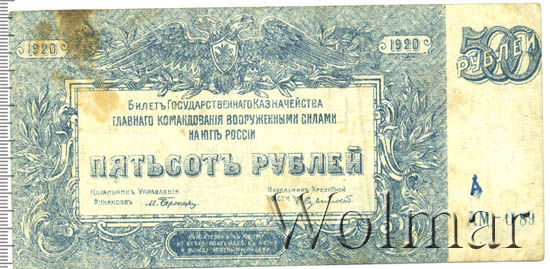 1920
1920
500
РУБЛЕЙ
БИЛЕТЪ ГОСУДАРСТВЕННАГО КАЗНАЧЕЙСТВА
ГЛАВНАГО КОМАНДОВАНІЯ ВООРУЖЕННЫМИ СИЛАМИ
НА ЮГѢ РОССІИ
ПЯТЬСОТЪ РУБЛЕЙ
НАЧАЛЬНИКЪ УПРАВЛЕНІЯ
ФИНАНСОВЪ
НАЧАЛЬНИКЪ КРЕДИТНОЙ
ЧАСТИ
A
Wolmar